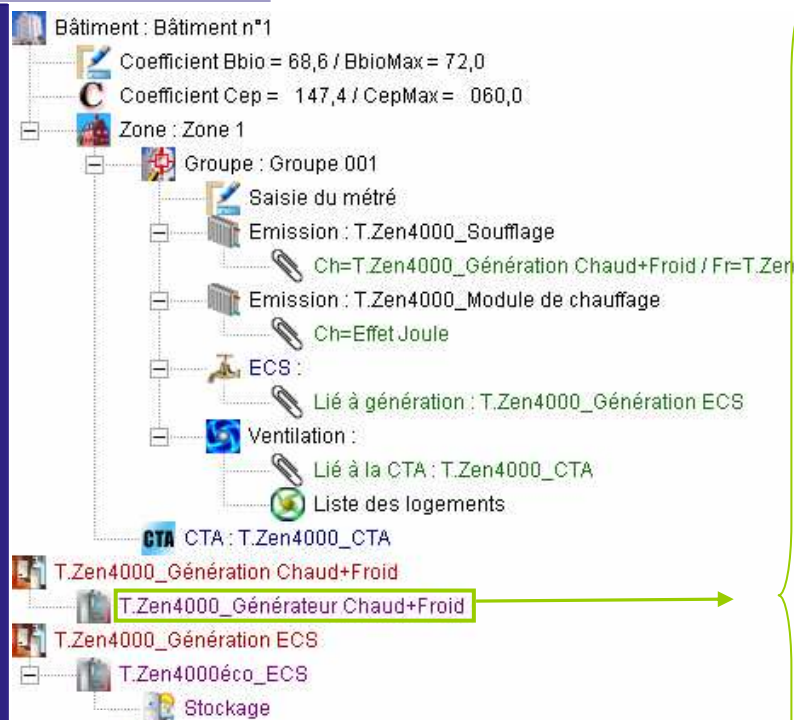 Bâtiment : Bâtiment n°1
Coefficient Bbio = 68,6 / BbioMax = 72,0
C Coefficient Cep = 147,4 / CepMax = 060,0
Zone : Zone 1
Groupe : Groupe 001
Saisie du métré
Emission : T.Zen4000_Soufflage
Ch=T.Zen4000_Génération Chaud+Froid / Fr=T.Zen
Emission : T.Zen4000_Module de chauffage
Ch=Effet Joule
ECS :
Lié à génération : T.Zen4000_Génération ECS
Ventilation :
Lié à la CTA : T.Zen4000_CTA
Liste des logements
CTA CTA : T.Zen4000_CTA
T.Zen4000_Génération Chaud+Froid
T.Zen4000_Générateur Chaud+Froid
T.Zen4000_Génération ECS
T.Zen4000éco_ECS
Stockage